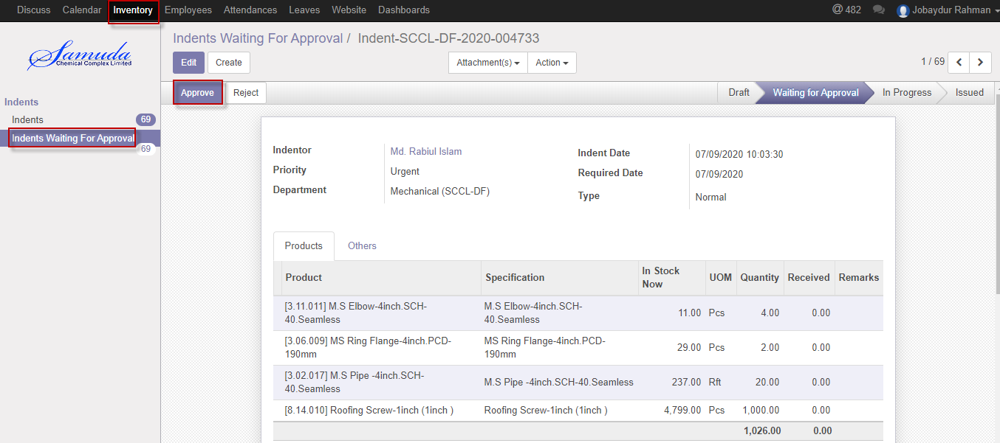 Discuss Calendar Inventory Employees Attendances Leaves Website Dashboards @ 482 Jobaydur Rahman
Samuda
Chemical Complex Limited
Indents
Indents 69
Indents Waiting For Approval
69
Indents Waiting For Approval / Indent-SCCL-DF-2020-004733
Edit Create Attachment(s) Action 1 / 69
Approve Reject Draft Waiting for Approval In Progress Issued
Indentor Md. Rabiul Islam Indent Date 07/09/2020 10:03:30
Priority Urgent Required Date 07/09/2020
Department Mechanical (SCCL-DF) Type Normal
Products Others
Product Specification In Stock Now UOM Quantity Received Remarks
[3.11.011] M.S Elbow-4inch.SCH-
40.Seamless
M.S Elbow-4inch.SCH-
40.Seamless
11.00 Pcs 4.00 0.00
[3.06.009] MS Ring Flange-4inch.PCD-
190mm
MS Ring Flange-4inch.PCD-
190mm
29.00 Pcs 2.00 0.00
[3.02.017] M.S Pipe -4inch.SCH-
40.Seamless
M.S Pipe -4inch.SCH-40.Seamless 237.00 Rft 20.00 0.00
[8.14.010] Roofing Screw-1inch (1inch ) Roofing Screw-1inch (1inch ) 4,799.00 Pcs 1,000.00 0.00
1,026.00 0.00